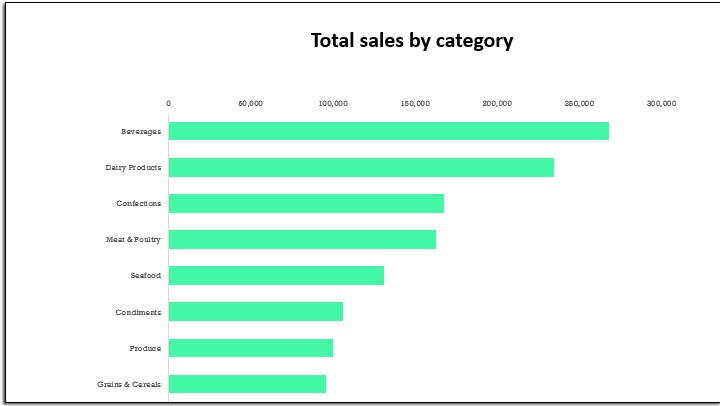 Total sales by category
0 50,000 100,000 150,000 200,000 250,000 300,000
Beverages
Dairy Products
Confections
Meat & Poultry
Seafood
Condiments
Produce
Grains & Cereals